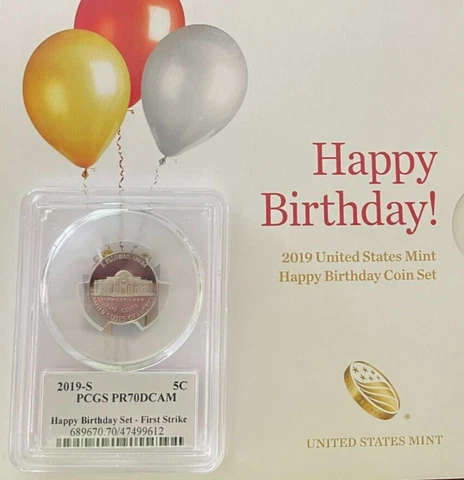 Happy
Birthday!
2019 United States Mint
Happy Birthday Coin Set
2019-S 5C
PCGS PR70DCAM
Happy Birthday Set - First Strike
689670.70/47499612
UNITED STATES MINT